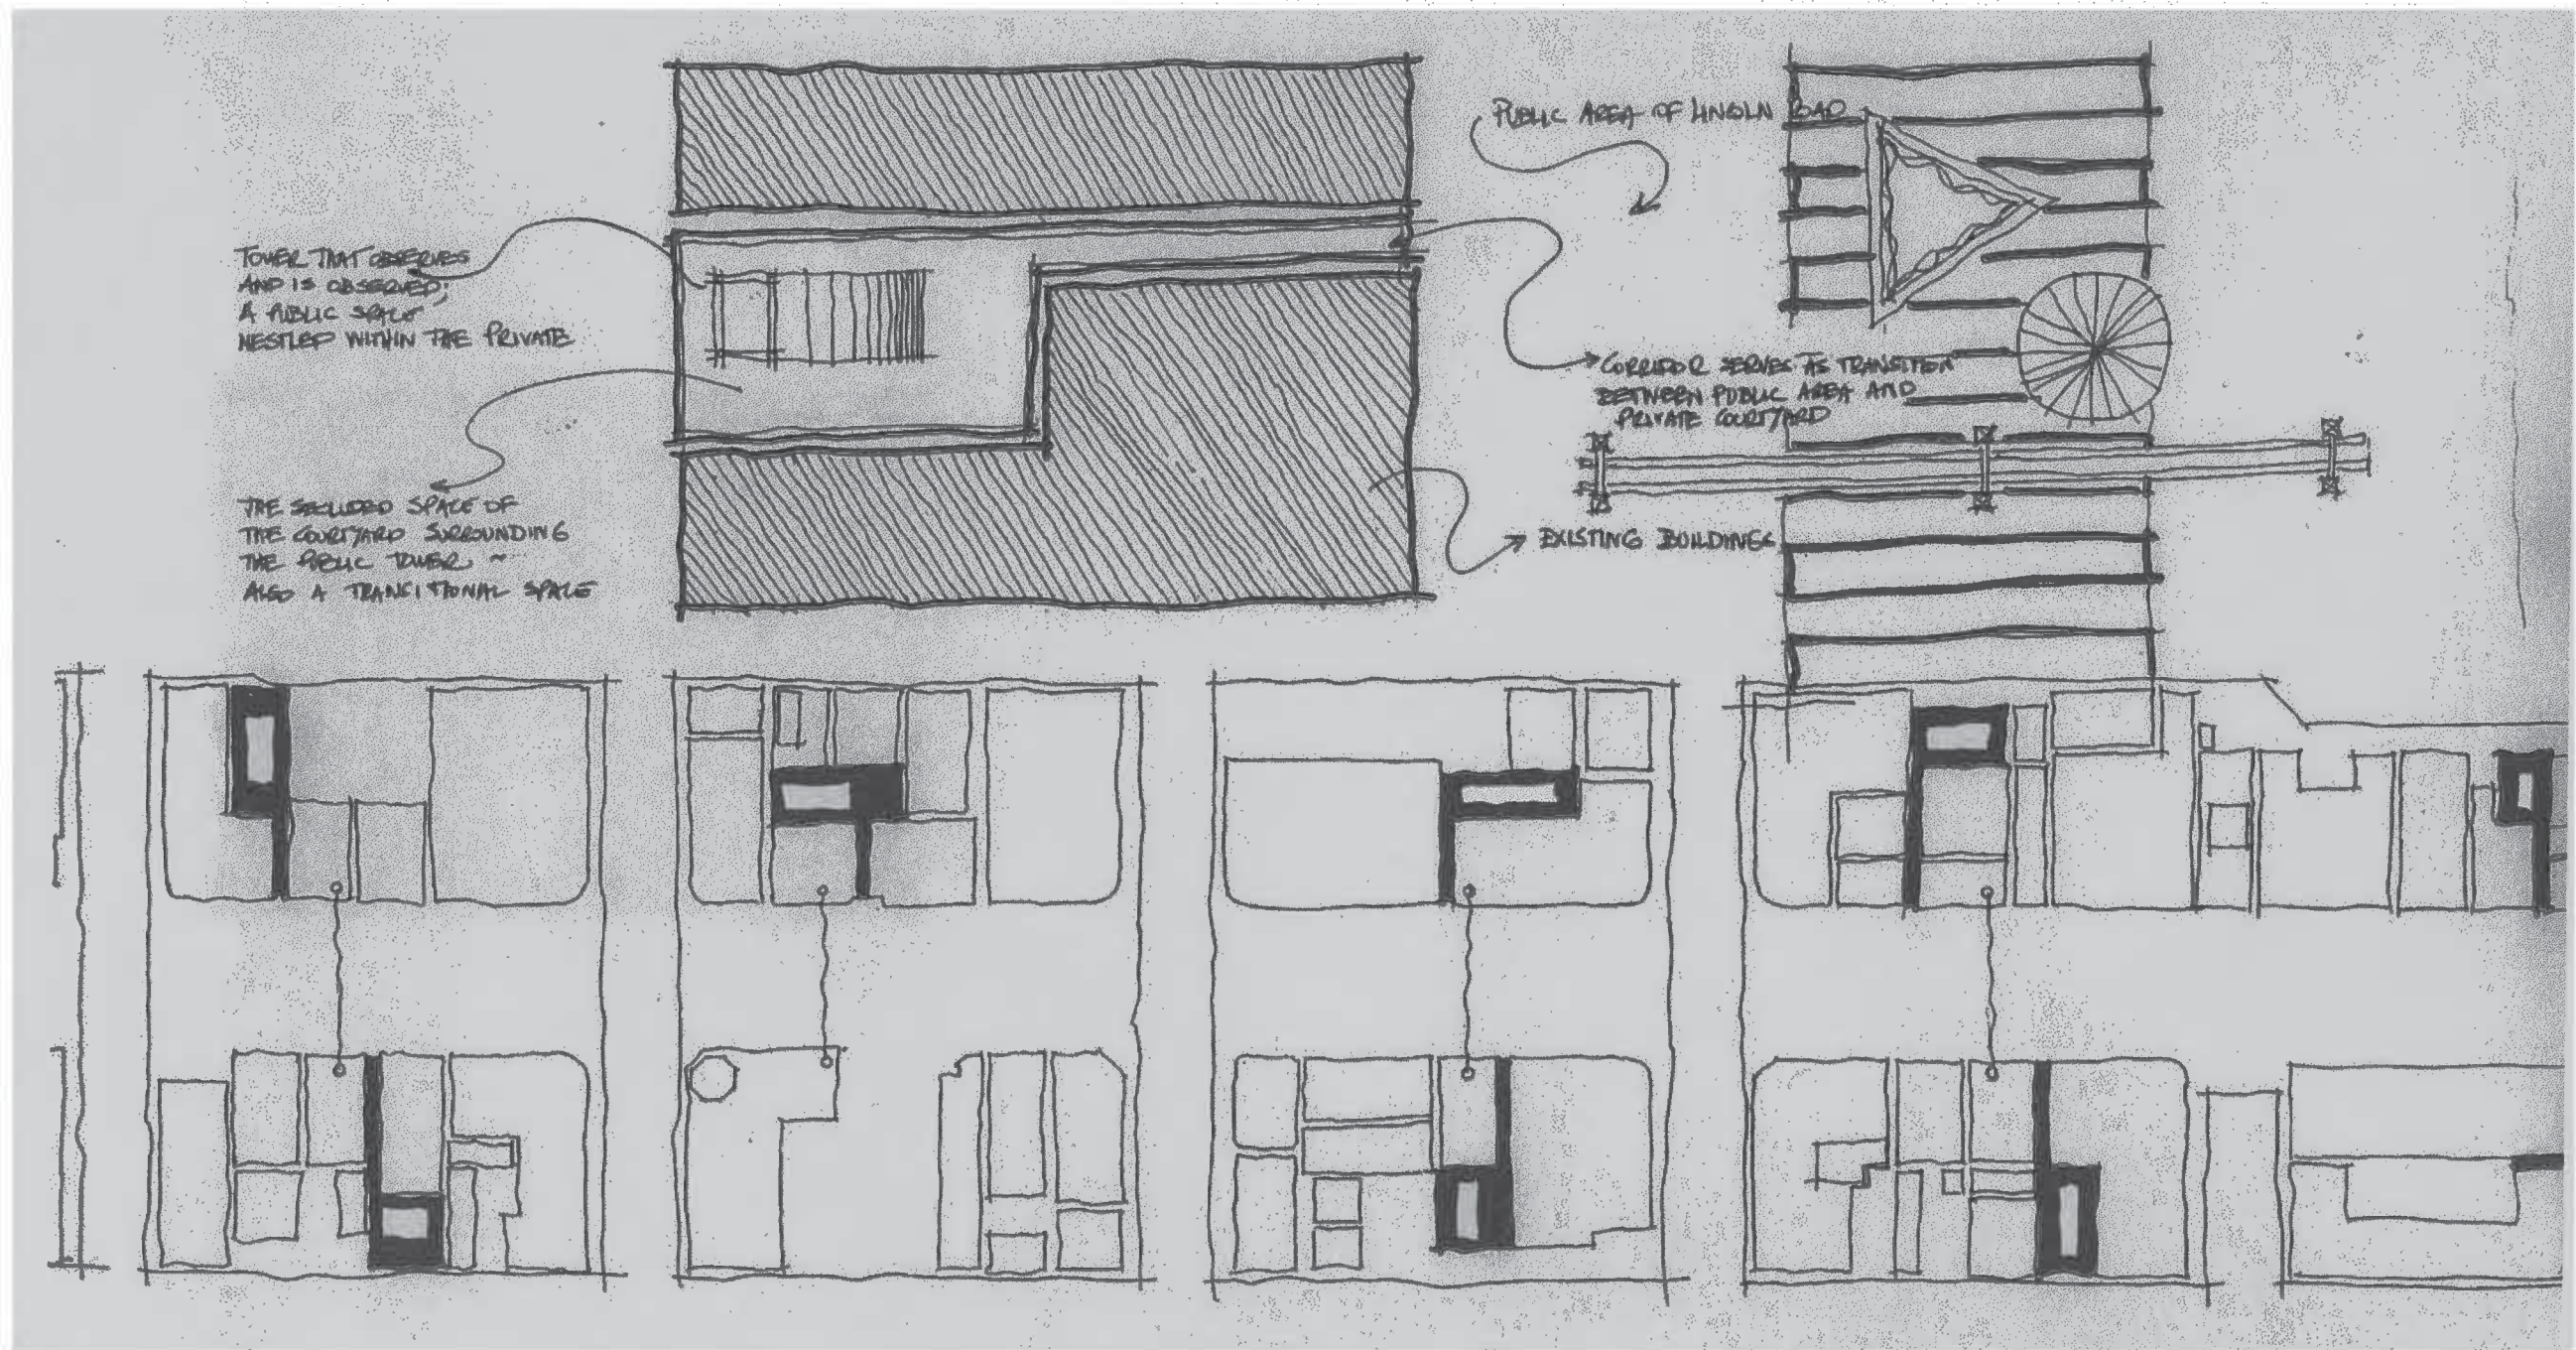 TOWER THAT OBSERVES
AND IS OBSERVED;
A PUBLIC SPACE
NESTLED WITHIN THE PRIVATE
THE SECLUDED SPACE OF
THE COURTYARD SURROUNDING
THE PUBLIC TOWER ~
ALSO A TRANSITIONAL SPACE
PUBLIC AREA OF LINCOLN ROAD
CORRIDOR SERVES AS TRANSITION
BETWEEN PUBLIC AREA AND
PRIVATE COURTYARD
EXISTING BUILDINGS